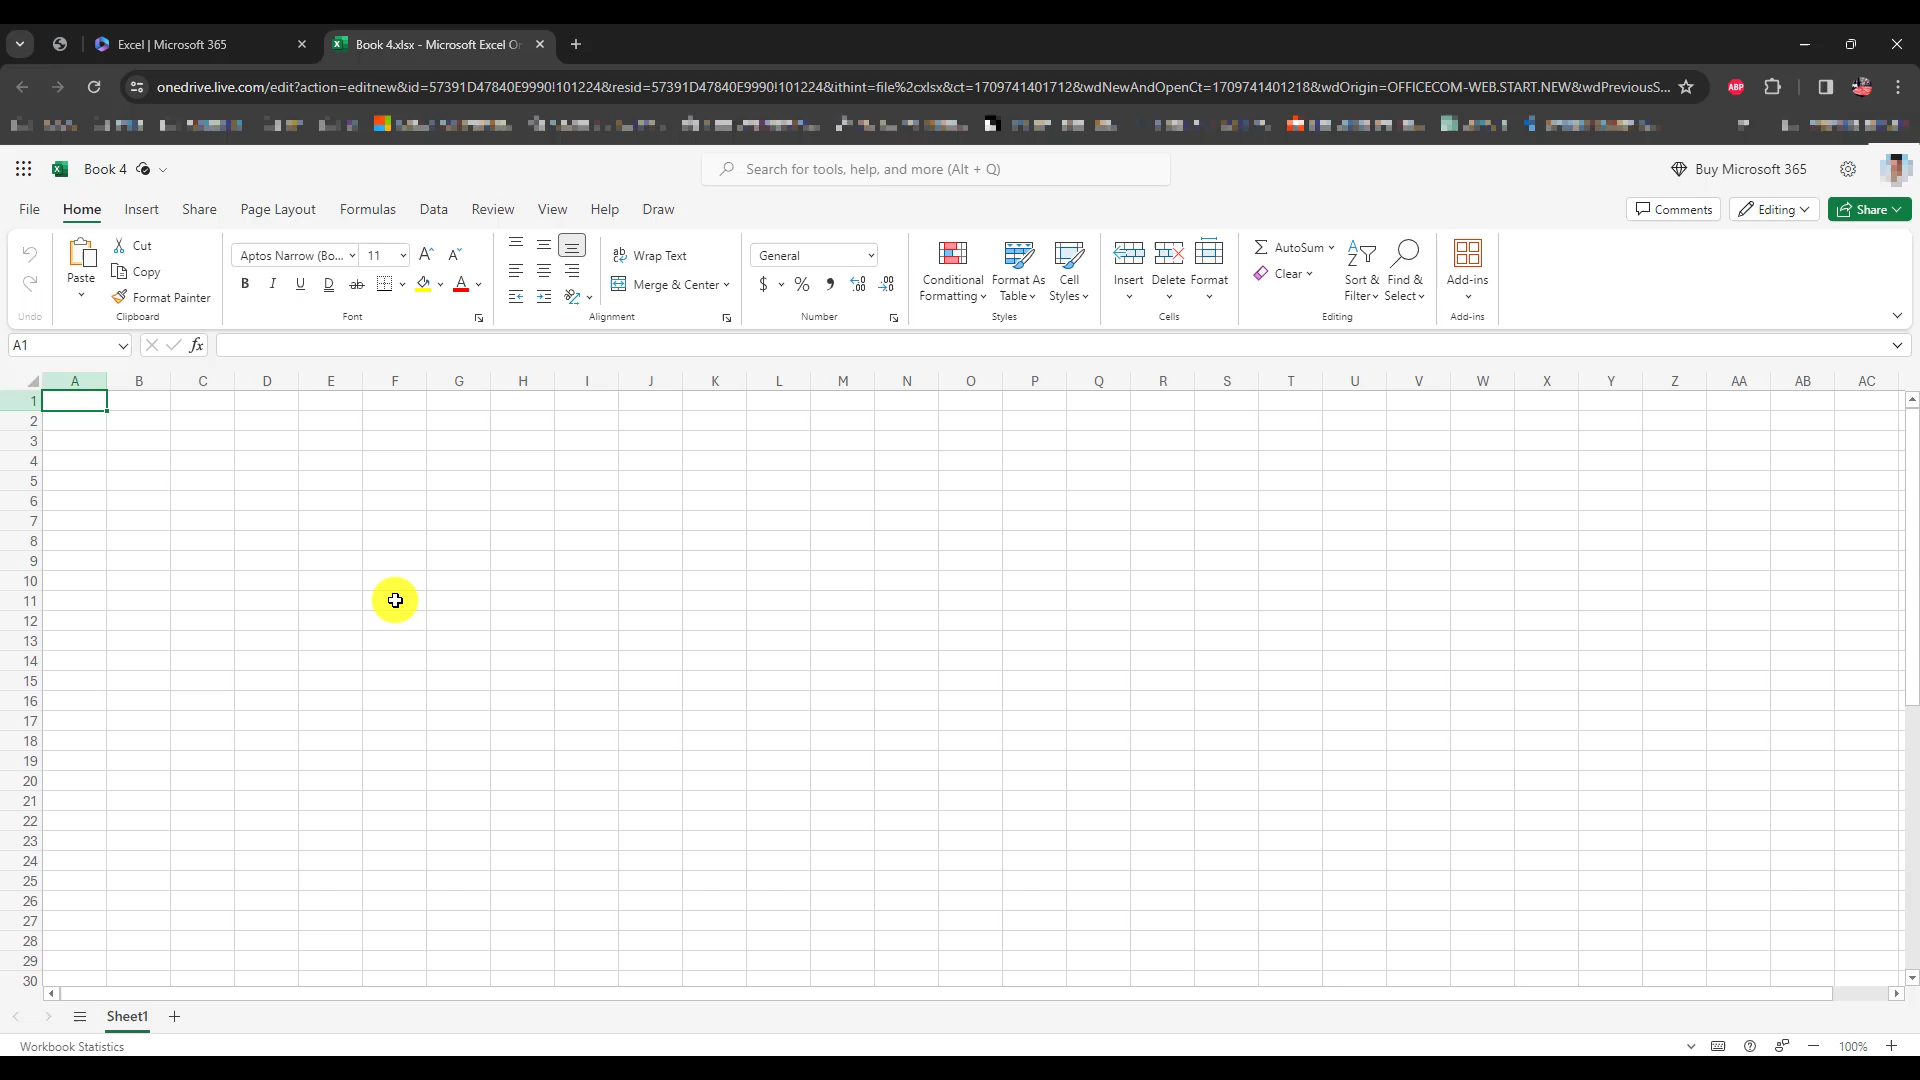 Excel | Microsoft 365
Book 4.xlsx - Microsoft Excel On
onedrive.live.com/edit?action=editnew&id=57391D47840E9990!101224&resid=57391D47840E9990!101224&ithint=file%2cxlsx&ct=1709741401712&wdNewAndOpenCt=1709741401218&wdOrigin=OFFICECOM-WEB.START.NEW&wdPreviousS...
ABP
Book 4
Search for tools, help, and more (Alt + Q)
Buy Microsoft 365
File Home Insert Share Page Layout Formulas Data Review View Help Draw
Comments Editing Share
Cut
Copy
Format Painter
Paste
Aptos Narrow (Bo... 11
Wrap Text
Merge & Center
General
Conditional Formatting
Format As Table
Cell Styles
Insert Delete Format
AutoSum
Clear
Sort & Filter
Find & Select
Add-ins
Undo Clipboard Font Alignment Number Styles Cells Editing Add-ins
A1
fx
A B C D E F G H I J K L M N O P Q R S T U V W X Y Z AA AB AC
1
2
3
4
5
6
7
8
9
10
11
12
13
14
15
16
17
18
19
20
21
22
23
24
25
26
27
28
29
30
Sheet1
Workbook Statistics
100%